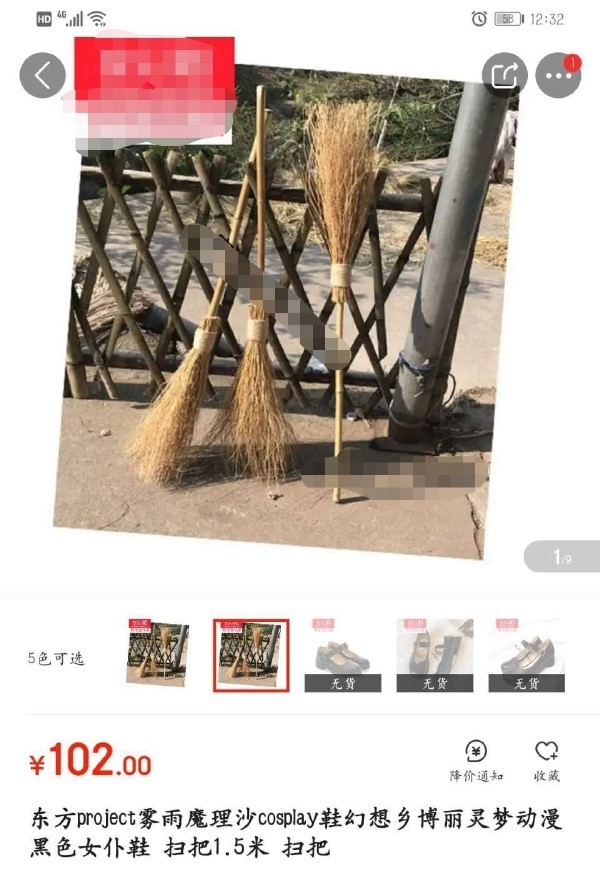 HD 4G 58 12:32
1
1/9
5色可选
无货 无货 无货
¥102.00
降价通知 收藏
东方project雾雨魔理沙cosplay鞋幻想乡博丽灵梦动漫
黑色女仆鞋 扫把1.5米 扫把